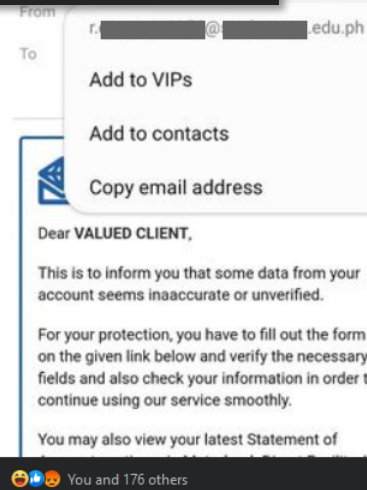 From
r. @ .edu.ph
To
Add to VIPs
Add to contacts
Copy email address
Dear VALUED CLIENT,
This is to inform you that some data from your
account seems inaaccurate or unverified.
For your protection, you have to fill out the form
on the given link below and verify the necessary
fields and also check your information in order t
continue using our service smoothly.
You may also view your latest Statement of
You and 176 others